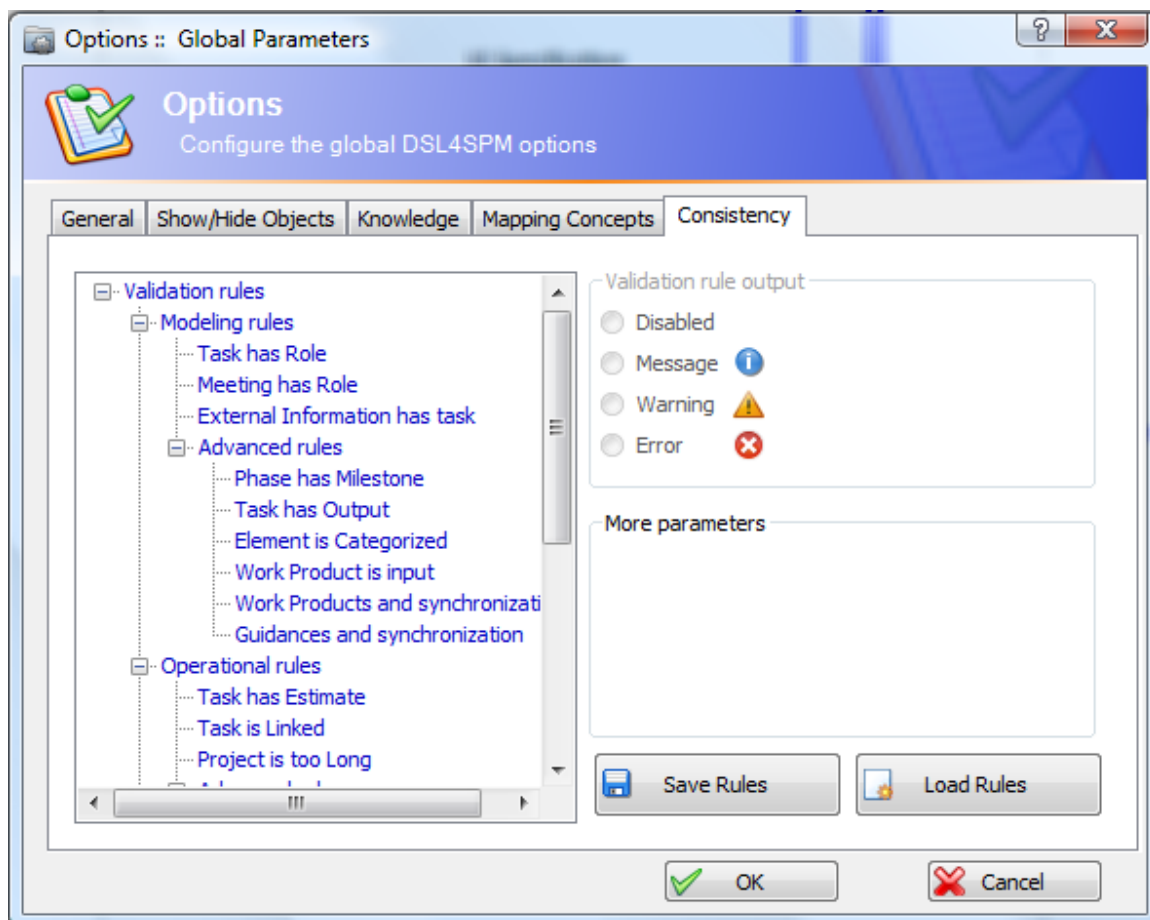 Options :: Global Parameters
Options
Configure the global DSL4SPM options
General
Show/Hide Objects
Knowledge
Mapping Concepts
Consistency
Validation rules
Modeling rules
Task has Role
Meeting has Role
External Information has task
Advanced rules
Phase has Milestone
Task has Output
Element is Categorized
Work Product is input
Work Products and synchronizati
Guidances and synchronization
Operational rules
Task has Estimate
Task is Linked
Project is too Long
Validation rule output
Disabled
Message
Warning
Error
More parameters
Save Rules
Load Rules
OK
Cancel